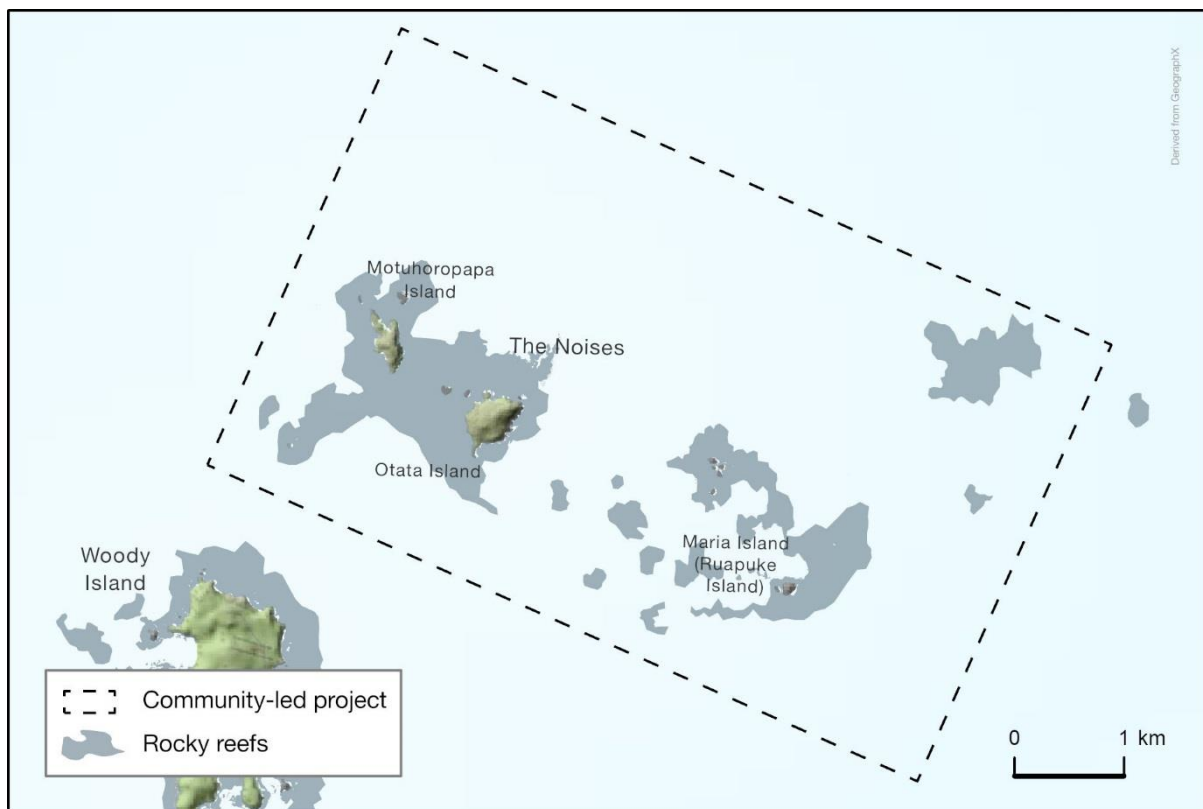 Derived from GeographX
Motuhoropapa
Island
The Noises
Otata Island
Maria Island
(Ruapuke
Island)
Woody
Island
Community-led project
Rocky reefs
0 1 km